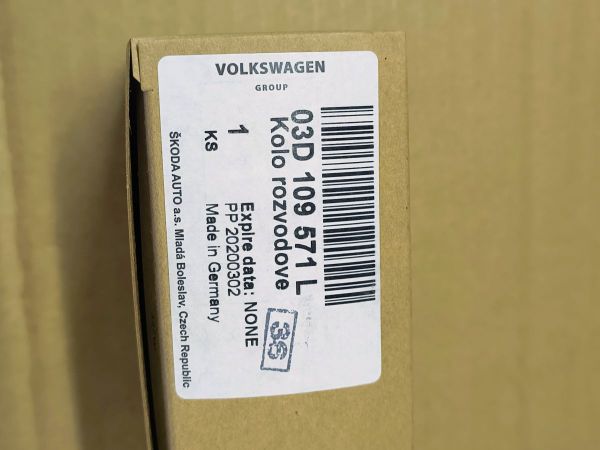 VOLKSWAGEN
GROUP
03D 109 571 L
Kolo rozvodove
1
KS
Expire data: NONE
PP 20200302
Made in Germany
3S
ŠKODA AUTO a.s. Mladá Boleslav, Czech Republic